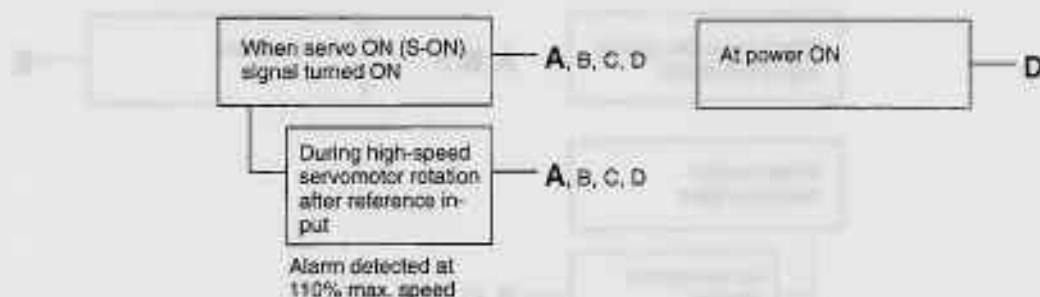 When servo ON (S-ON)
signal turned ON
A, B, C, D
At power ON
D
During high-speed
servomotor rotation
after reference in-
put
A, B, C, D
Alarm detected at
110% max. speed